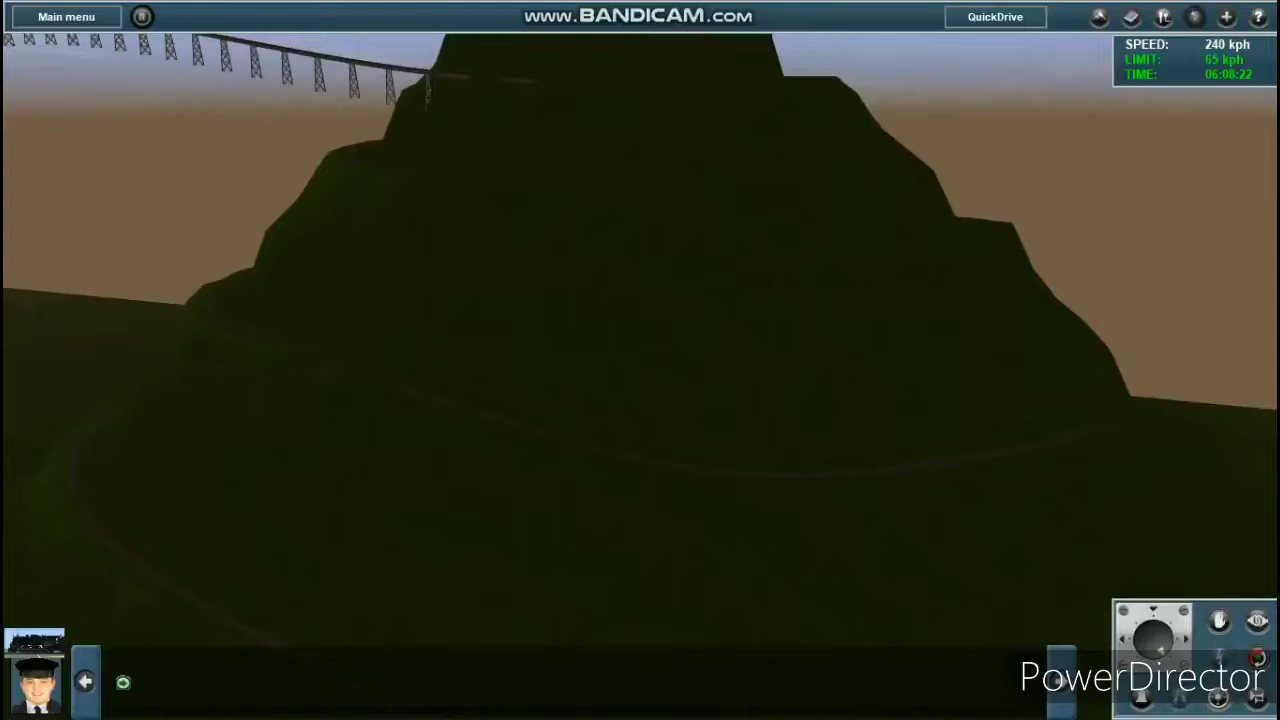 Main menu
www.BANDICAM.com
QuickDrive
?
SPEED: 240 kph
LIMIT: 65 kph
TIME: 06:08:22
PowerDirector